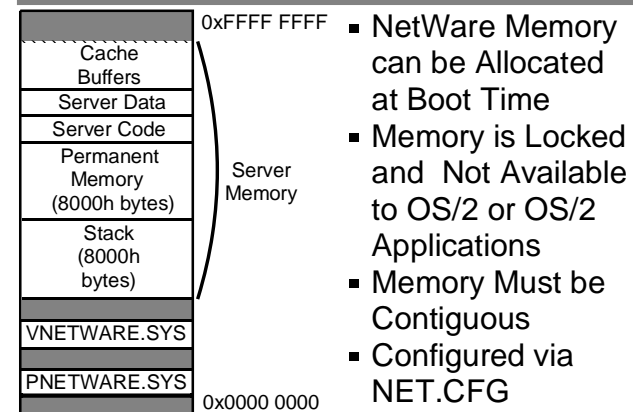 0xFFFF FFFF
Cache
Buffers
Server Data
Server Code
Permanent
Memory
(8000h bytes)
Stack
(8000h
bytes)
VNETWARE.SYS
PNETWARE.SYS
0x0000 0000
Server
Memory
▪ NetWare Memory
can be Allocated
at Boot Time
▪ Memory is Locked
and Not Available
to OS/2 or OS/2
Applications
▪ Memory Must be
Contiguous
▪ Configured via
NET.CFG